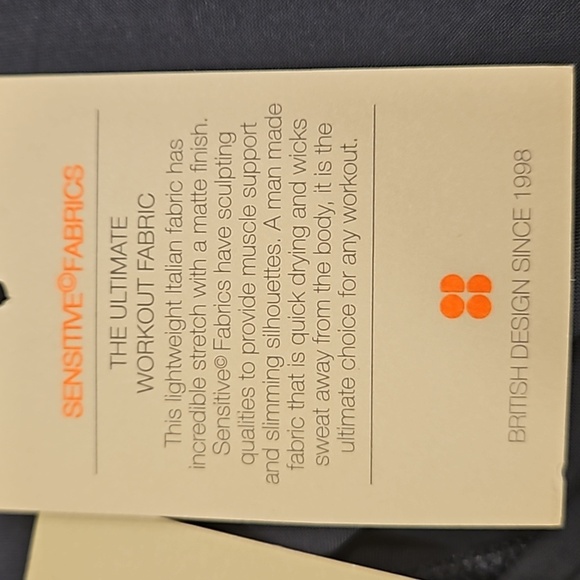 SENSITIVE©FABRICS
THE ULTIMATE
WORKOUT FABRIC
This lightweight Italian fabric has
incredible stretch with a matte finish.
Sensitive© Fabrics have sculpting
qualities to provide muscle support
and slimming silhouettes. A man made
fabric that is quick drying and wicks
sweat away from the body, it is the
ultimate choice for any workout.
BRITISH DESIGN SINCE 1998